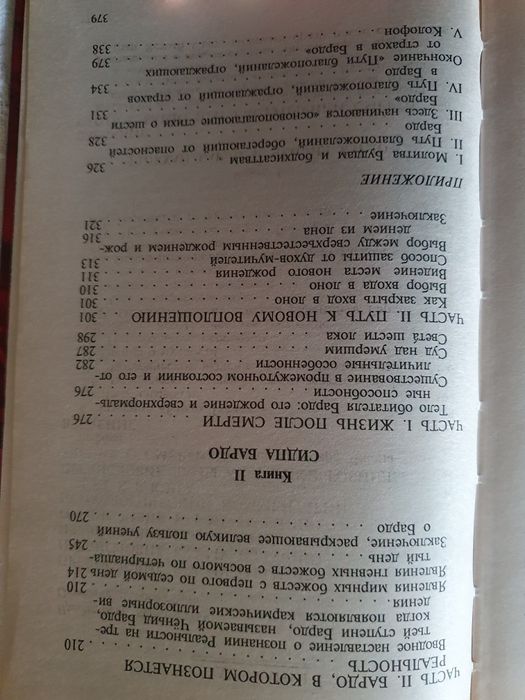 ЧАСТЬ II. БАРДО, В КОТОРОМ ПОЗНАЕТСЯ
РЕАЛЬНОСТЬ . . . . . . . . . . . . . 210
Вводное наставление о познании Реальности на тре-
тьей ступени Бардо, называемой Чёньид Бардо,
когда появляются кармические иллюзорные ви-
дения. . . . . . . . . . . . . . . 210
Явления мирных божеств с первого по седьмой день 214
Явления гневных божеств с восьмого по четырнадца-
тый день . . . . . . . . . . . . . . 245
Заключение, раскрывающее великую пользу учений
о Бардо . . . . . . . . . . . . . . 270
Книга II
СИДПА БАРДО
ЧАСТЬ I. ЖИЗНЬ ПОСЛЕ СМЕРТИ . . . . . . 276
Тело обитателя Бардо: его рождение и сверхнормаль-
ные способности . . . . . . . . . . . 276
Существование в промежуточном состоянии и его от-
личительные особенности . . . . . . . . 282
Суд над умершим . . . . . . . . . . . . 287
Свет шести лока . . . . . . . . . . . . 298
ЧАСТЬ II. ПУТЬ К НОВОМУ ВОПЛОЩЕНИЮ . . 301
Как закрыть вход в лоно . . . . . . . . . 301
Выбор входа в лоно . . . . . . . . . . . 310
Видение места нового рождения . . . . . . 311
Способ защиты от духов-мучителей . . . . . 313
Выбор между сверхъестественным рождением и рож-
дением из лона . . . . . . . . . . . . 316
Заключение . . . . . . . . . . . . . . 321
ПРИЛОЖЕНИЕ
I. Молитва Буддам и бодхисаттвам . . . . . 326
II. Путь благопожеланий, оберегающий от опасностей
Бардо . . . . . . . . . . . . . . . 328
III. Здесь начинаются «основополагающие стихи о шести
Бардо» . . . . . . . . . . . . . . . 331
IV. Путь благопожеланий, ограждающий от страхов
в Бардо . . . . . . . . . . . . . . 334
Окончание «Пути благопожеланий, ограждающих
от страхов в Бардо» . . . . . . . . . . 379
V. Колофон . . . . . . . . . . . . . . 338
379